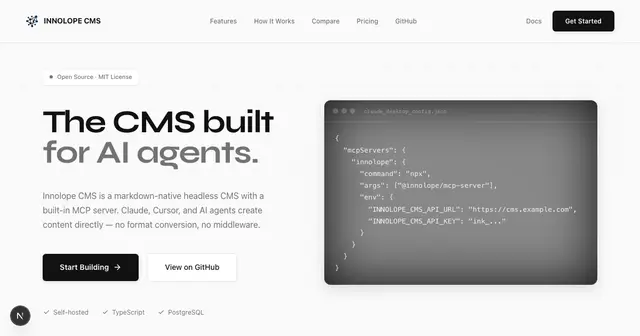 INNOLOPE CMS
Features
How It Works
Compare
Pricing
GitHub
Docs
Get Started
Open Source · MIT License
The CMS built
for AI agents.
Innolope CMS is a markdown-native headless CMS with a
built-in MCP server. Claude, Cursor, and AI agents create
content directly — no format conversion, no middleware.
Start Building →
View on GitHub
✓ Self-hosted
✓ TypeScript
✓ PostgreSQL
claude_desktop_config.json
{
"mcpServers": {
"innolope": {
"command": "npx",
"args": ["@innolope/mcp-server"],
"env": {
"INNOLOPE_CMS_API_URL": "https://cms.example.com",
"INNOLOPE_CMS_API_KEY": "ink_..."
}
}
}
}
N